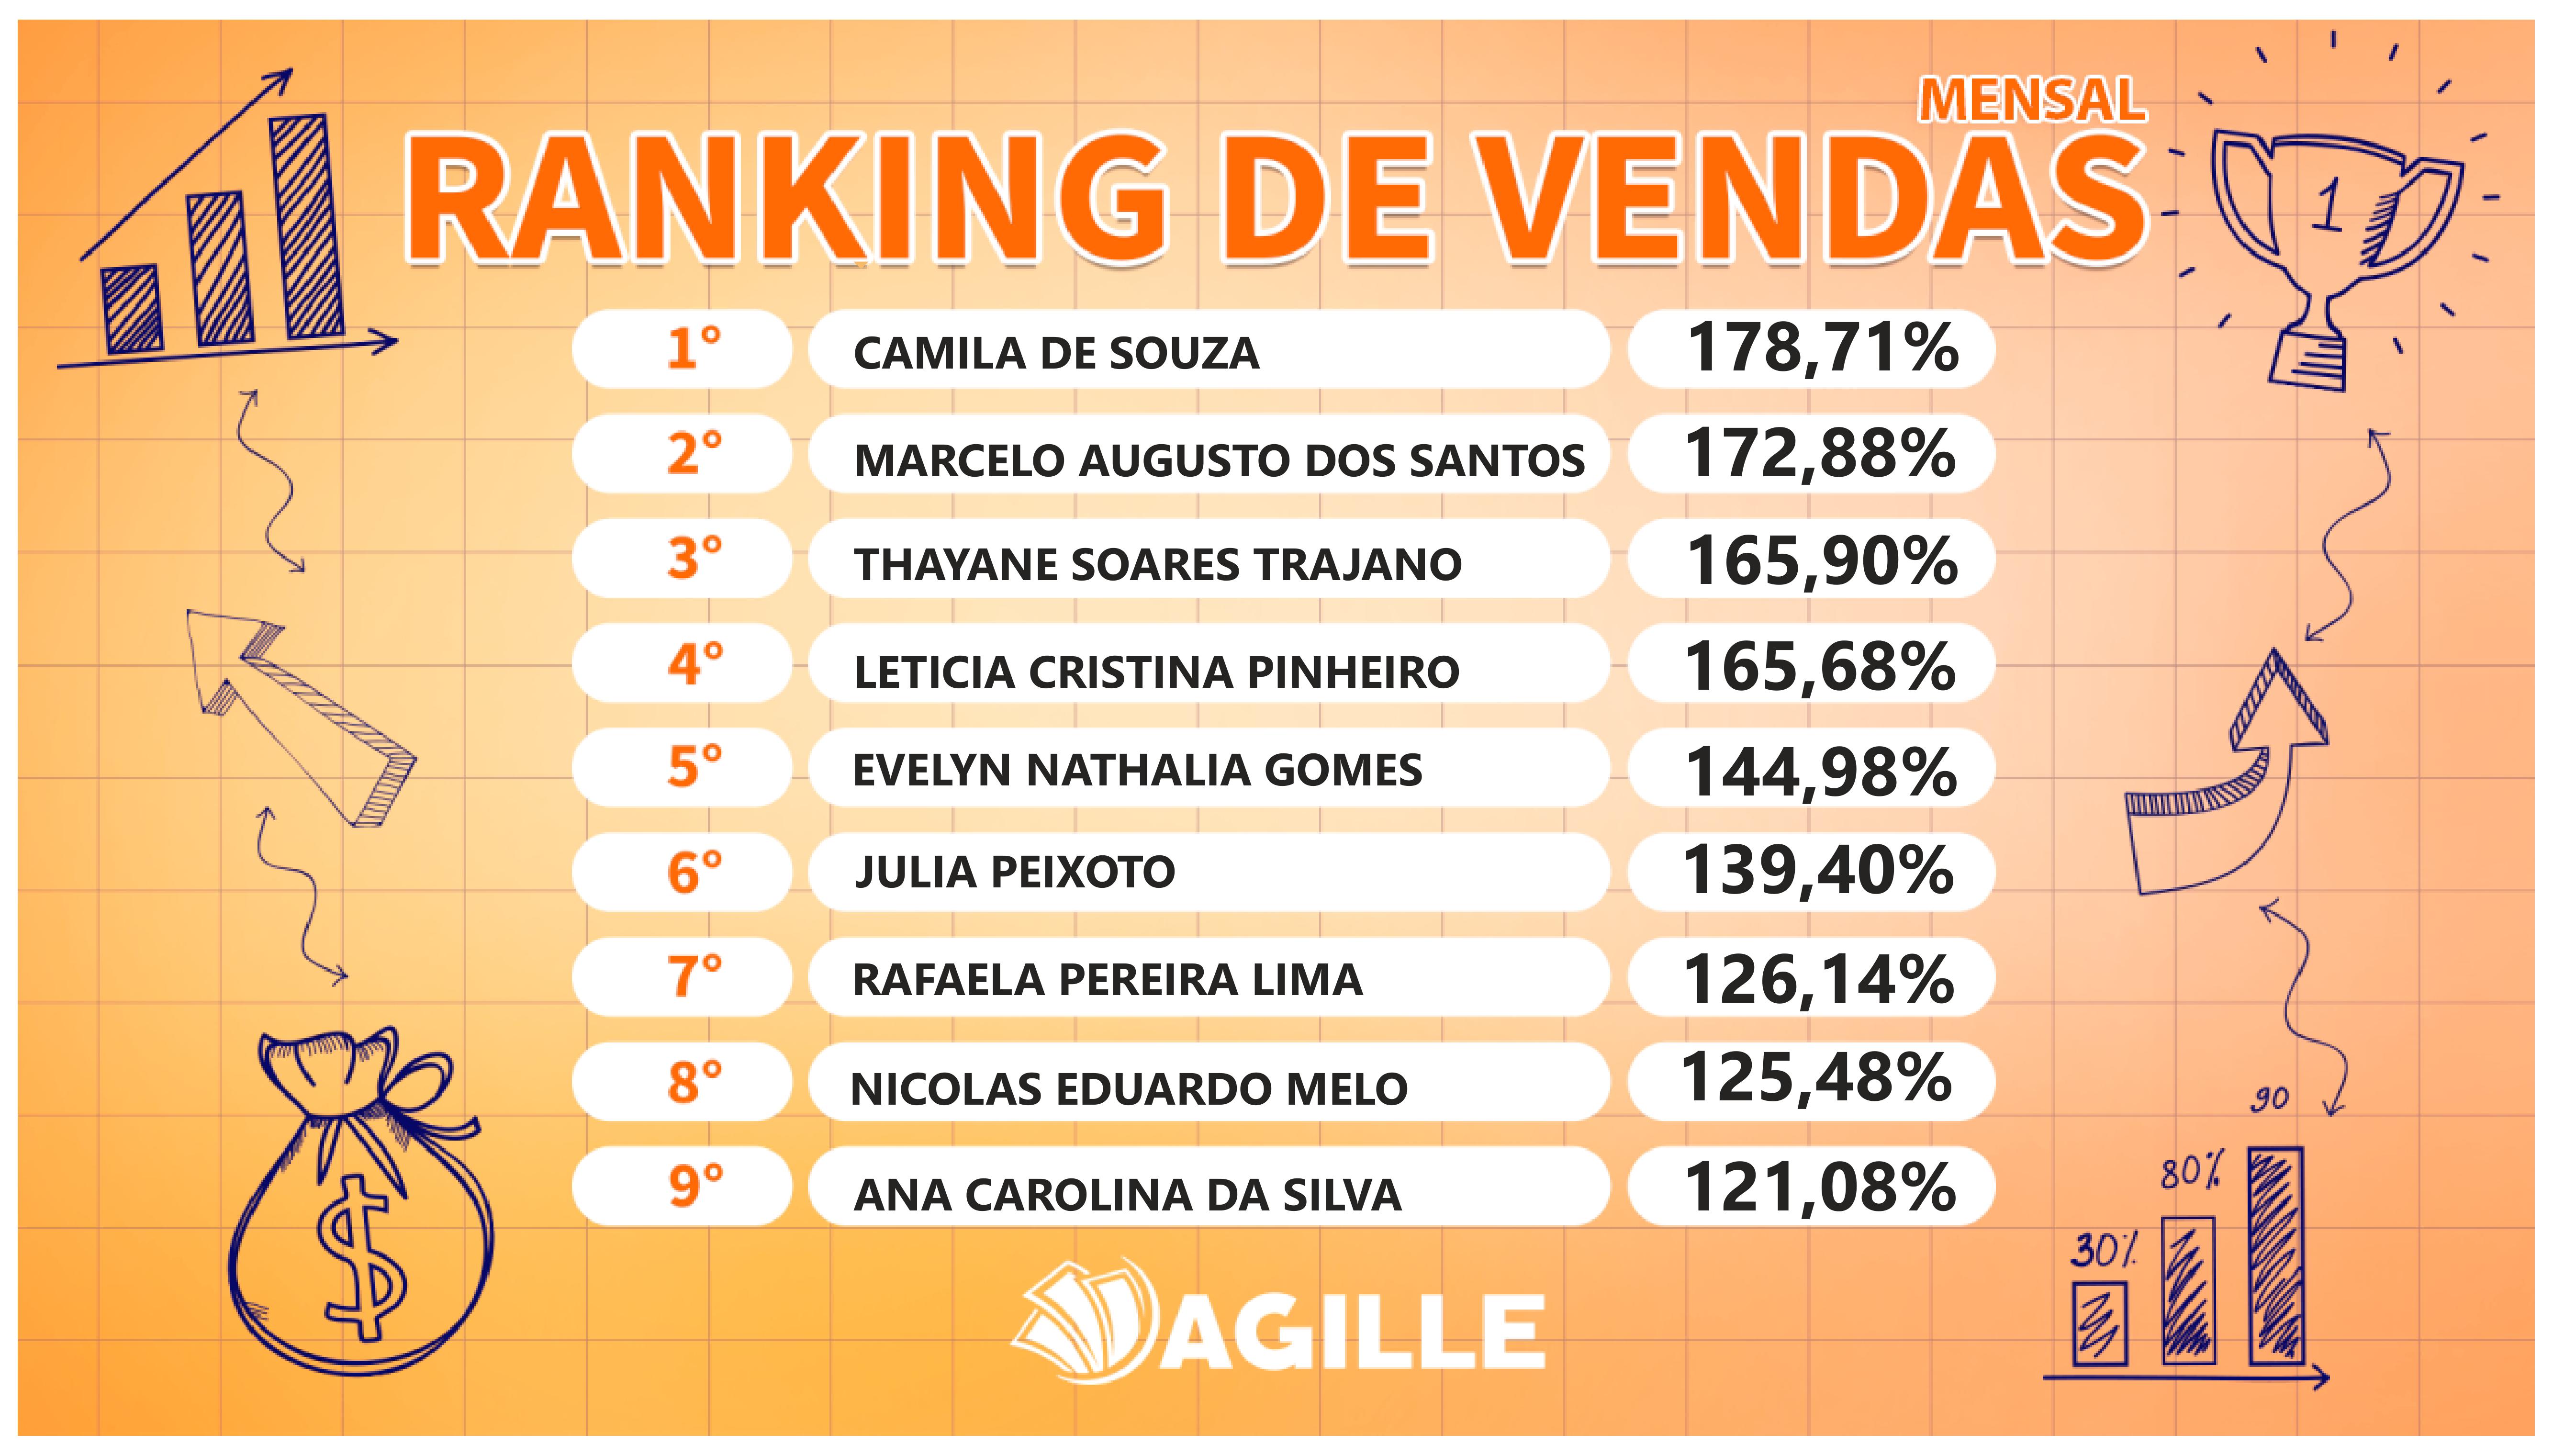 MENSAL
RANKING DE VENDAS
1
1° CAMILA DE SOUZA 178,71%
2° MARCELO AUGUSTO DOS SANTOS 172,88%
3° THAYANE SOARES TRAJANO 165,90%
4° LETICIA CRISTINA PINHEIRO 165,68%
5° EVELYN NATHALIA GOMES 144,98%
6° JULIA PEIXOTO 139,40%
7° RAFAELA PEREIRA LIMA 126,14%
8° NICOLAS EDUARDO MELO 125,48%
9° ANA CAROLINA DA SILVA 121,08%
90
80%
30%
$
AGILLE